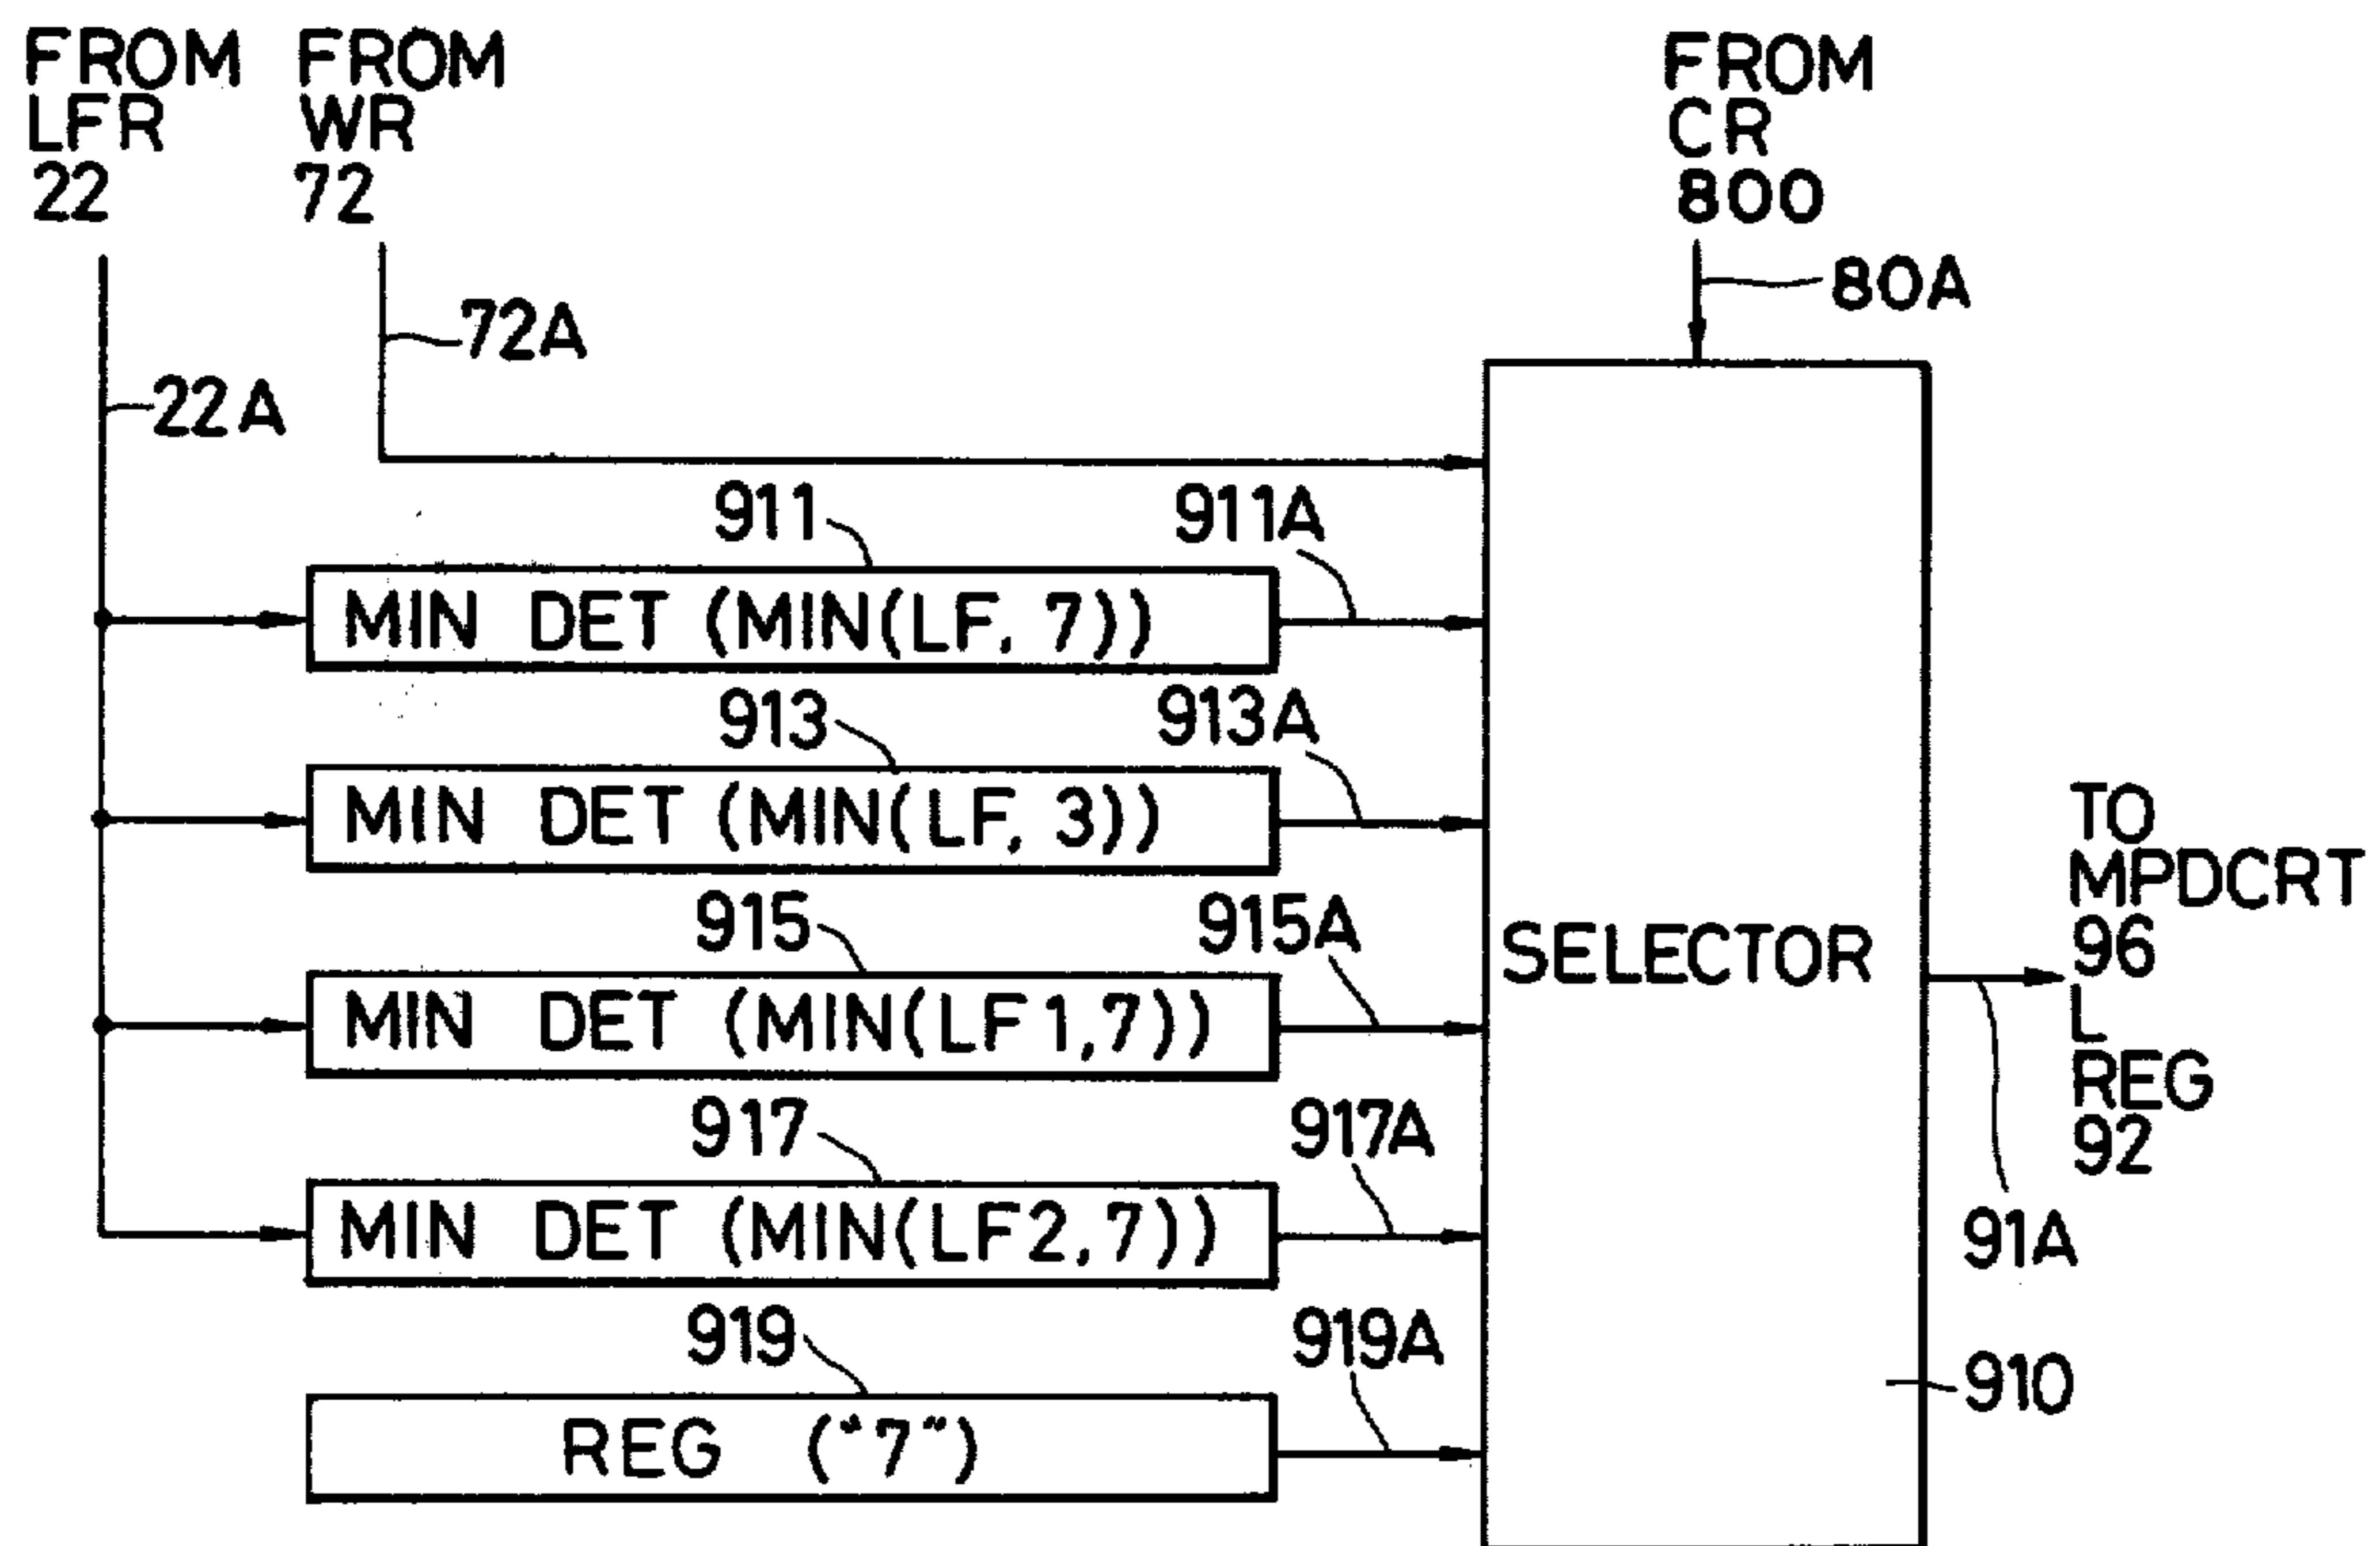 FROM
LFR
22
FROM
WR
72
FROM
CR
800
80A
72A
22A
911
911A
MIN DET (MIN(LF, 7))
913
913A
MIN DET (MIN(LF, 3))
915
915A
MIN DET (MIN(LF1,7))
917
917A
MIN DET (MIN(LF2,7))
919
919A
REG ("7")
SELECTOR
TO
MPDCRT
96
L
REG
92
91A
910